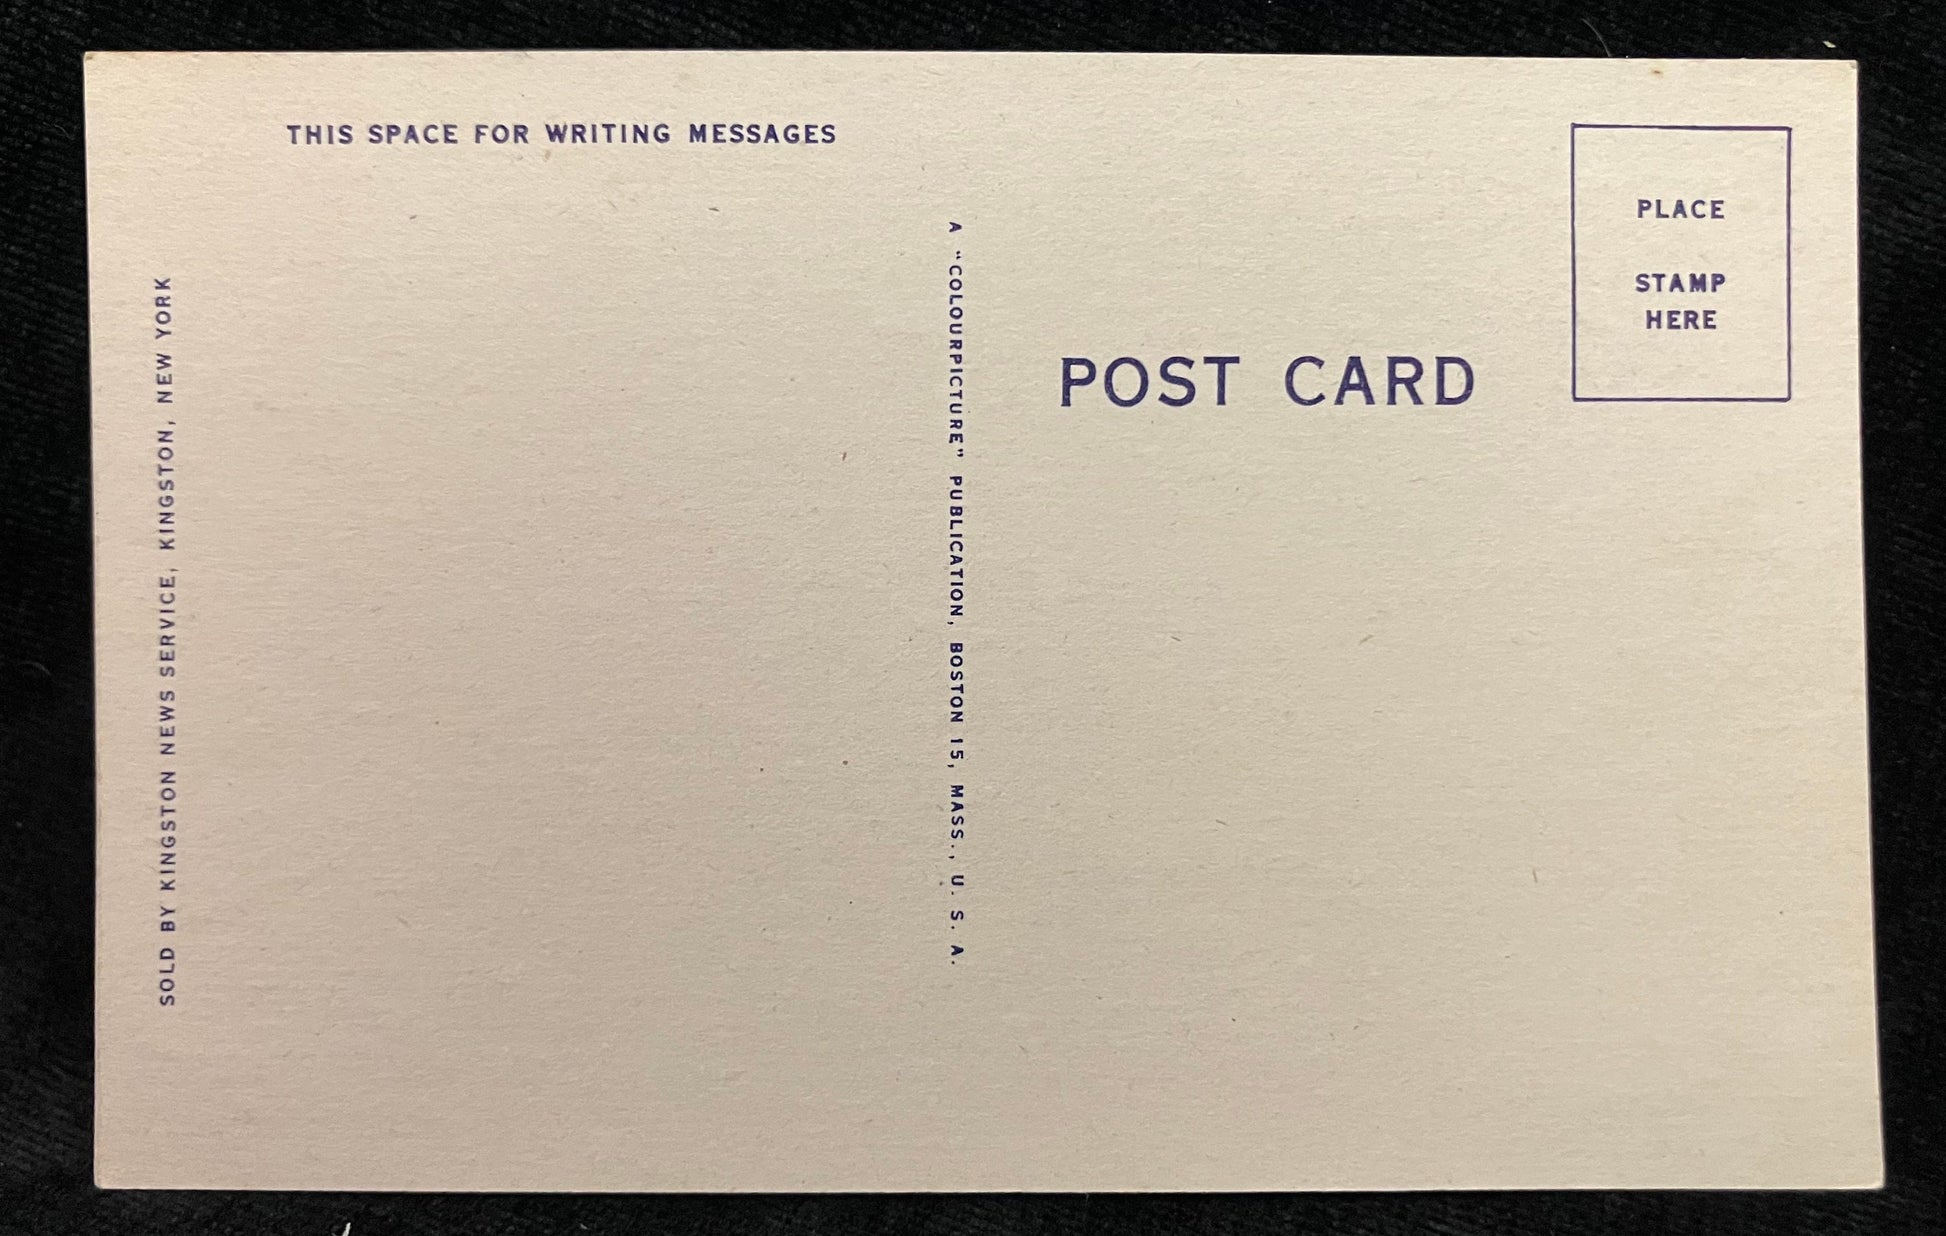 THIS SPACE FOR WRITING MESSAGES
SOLD BY KINGSTON NEWS SERVICE, KINGSTON, NEW YORK
A "COLOURPICTURE" PUBLICATION, BOSTON 15, MASS., U. S. A.
POST CARD
PLACE
STAMP
HERE